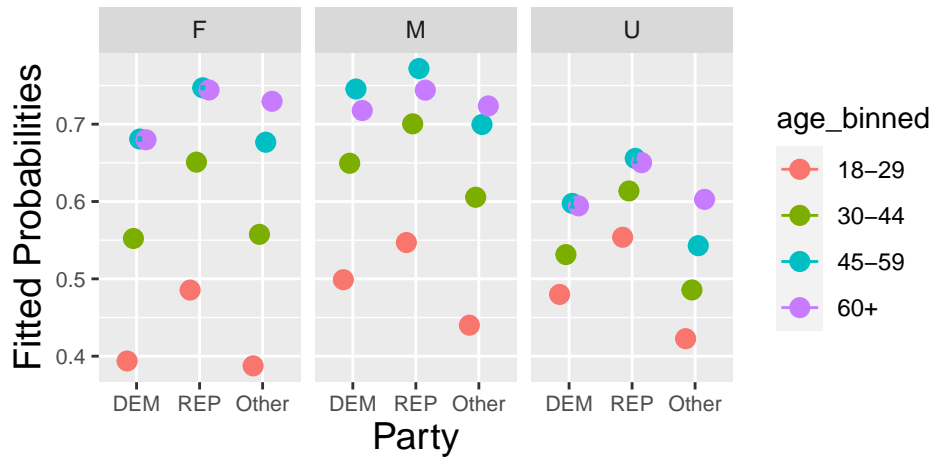 F M U
Fitted Probabilities
0.7
0.6
0.5
0.4
DEM REP Other DEM REP Other DEM REP Other
Party
age_binned
18−29
30−44
45−59
60+